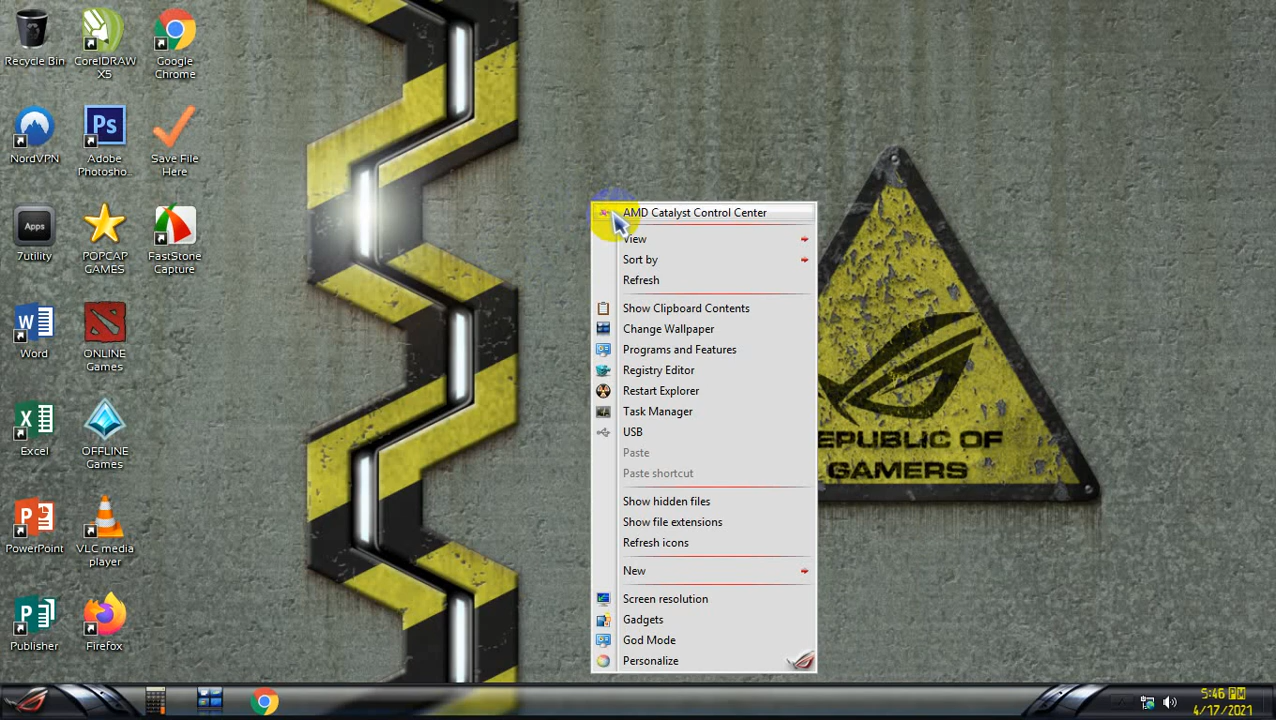 Recycle Bin
CorelDRAW
X5
Google
Chrome
NordVPN
Ps
Adobe
Photosho...
Save File
Here
Apps
7utility
POPCAP
GAMES
FastStone
Capture
W
Word
ONLINE
Games
X
Excel
OFFLINE
Games
P
PowerPoint
VLC media
player
P
Publisher
Firefox
AMD Catalyst Control Center
View
Sort by
Refresh
Show Clipboard Contents
Change Wallpaper
Programs and Features
Registry Editor
Restart Explorer
Task Manager
USB
Paste
Paste shortcut
Show hidden files
Show file extensions
Refresh icons
New
Screen resolution
Gadgets
God Mode
Personalize
EPUBLIC OF
GAMERS
5:46 PM
4/17/2021